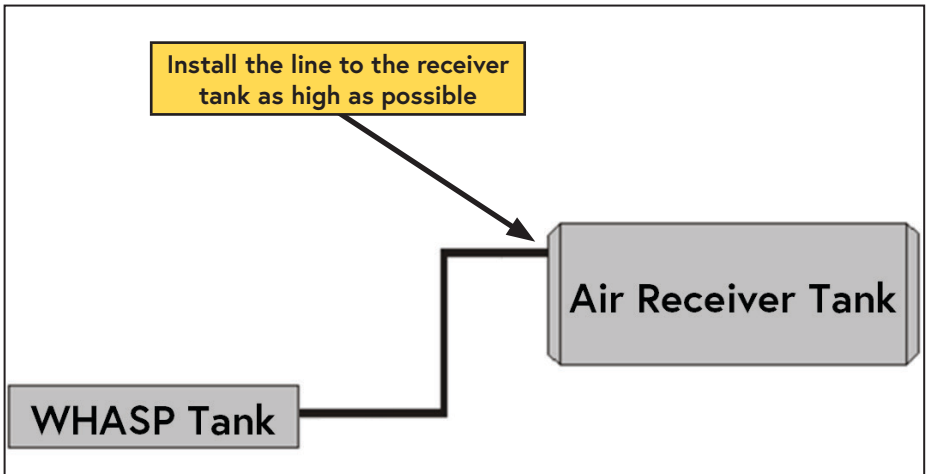 Install the line to the receiver
tank as high as possible
Air Receiver Tank
WHASP Tank